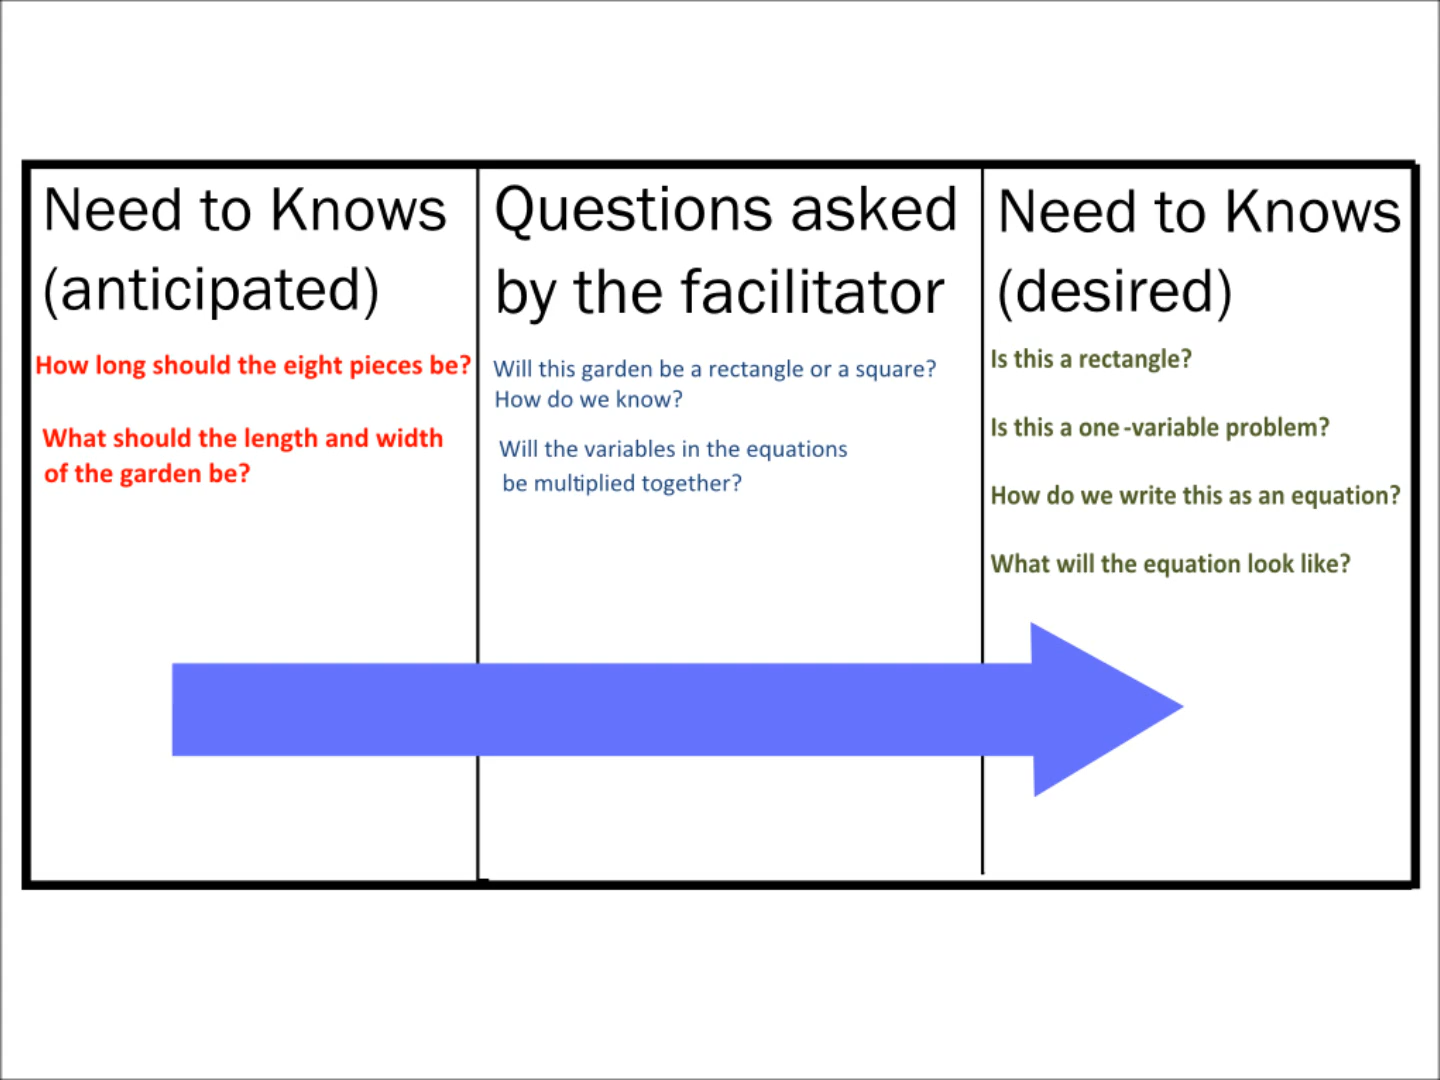 Need to Knows
(anticipated)
How long should the eight pieces be?
What should the length and width
of the garden be?
Questions asked
by the facilitator
Will this garden be a rectangle or a square?
How do we know?
Will the variables in the equations
be multiplied together?
Need to Knows
(desired)
Is this a rectangle?
Is this a one-variable problem?
How do we write this as an equation?
What will the equation look like?